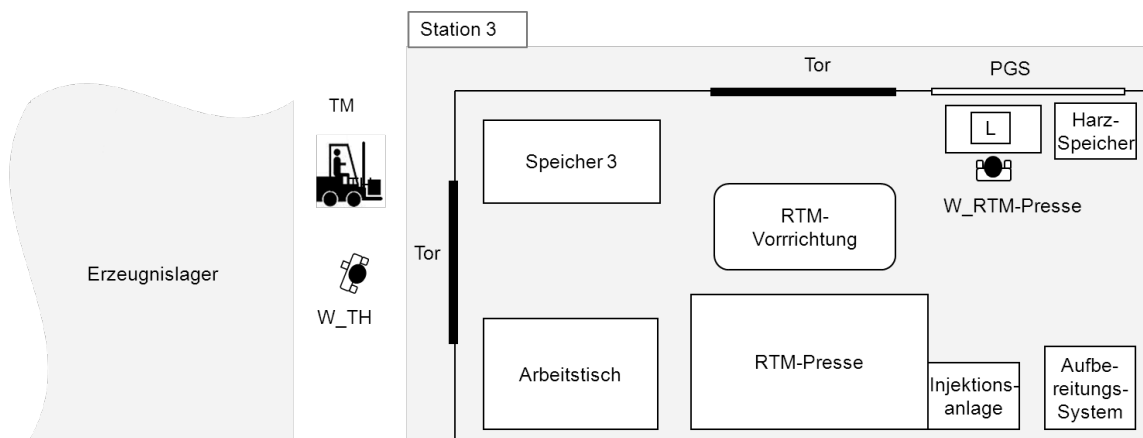 Station 3
Tor
PGS
TM
L
Harz-
Speicher
Speicher 3
W_RTM-Presse
RTM-
Vorrrichtung
Tor
Erzeugnislager
W_TH
Arbeitstisch
RTM-Presse
Injektions-
anlage
Aufbe-
reitungs-
System